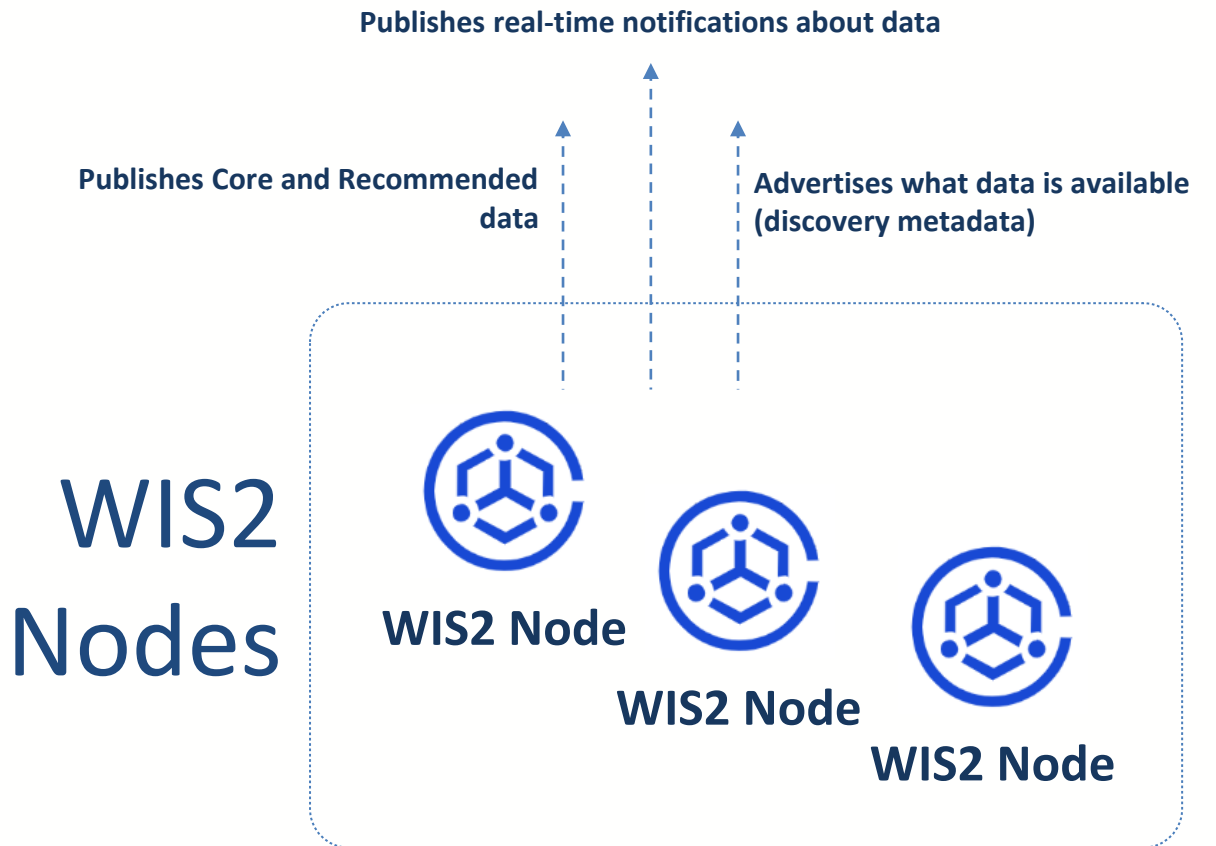 Publishes real-time notifications about data
Publishes Core and Recommended
data
Advertises what data is available
(discovery metadata)
WIS2
Nodes
WIS2 Node
WIS2 Node
WIS2 Node